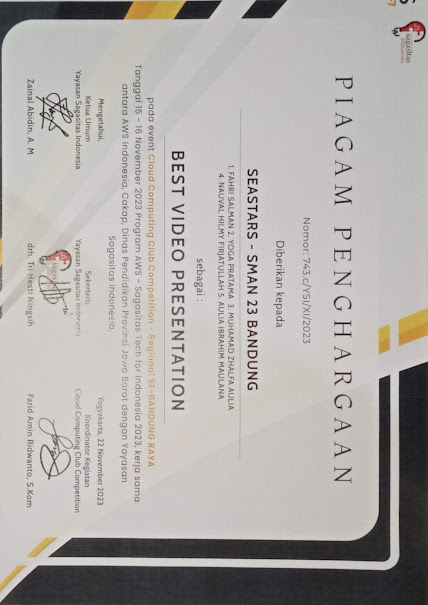 sagasitas
Indonesia
PIAGAM PENGHARGAAN
Nomor: 743.c/YSI/XI/2023
Diberikan kepada
SEASTARS - SMAN 23 BANDUNG
1. FAHRI SALMAN 2. YOGA PRATAMA 3. MUHAMAD ZHALFA AULIA
4. NAUVAL HILMY FIRJATULLAH 5. AULIA IBRAHIM MAULANA
sebagai :
BEST VIDEO PRESENTATION
pada event Cloud Computing Club Competition - Regional SE-BANDUNG RAYA
Tanggal 15 - 16 November 2023 Program AWS - Sagasitas Tech for Indonesia 2023, kerja sama
antara AWS Indonesia, Cakap, Dinas Pendidikan Provinsi Jawa Barat dengan Yayasan
Sagasitas Indonesia.
Mengetahui,
Ketua Umum
Yayasan Sagasitas Indonesia
Zainal Abidin, A. M
Sekertaris
Yayasan Sagasitas Indonesia
drh. Tri Hesti Ningsih
Yogyakarta, 22 November 2023
Koordinator Kegiatan
Cloud Computing Club Competition
Farid Amin Ridwanto, S.Kom